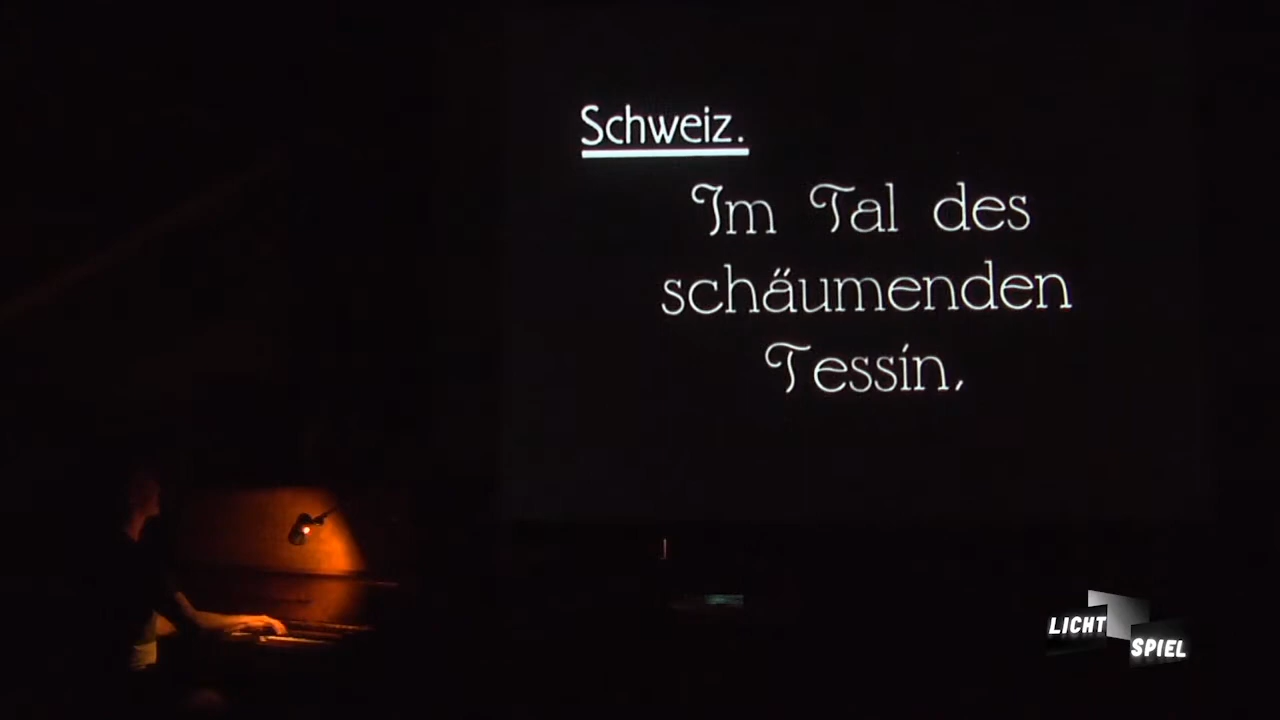 Schweiz.
Im Tal des
schäumenden
Tessin.
LICHT
SPIEL